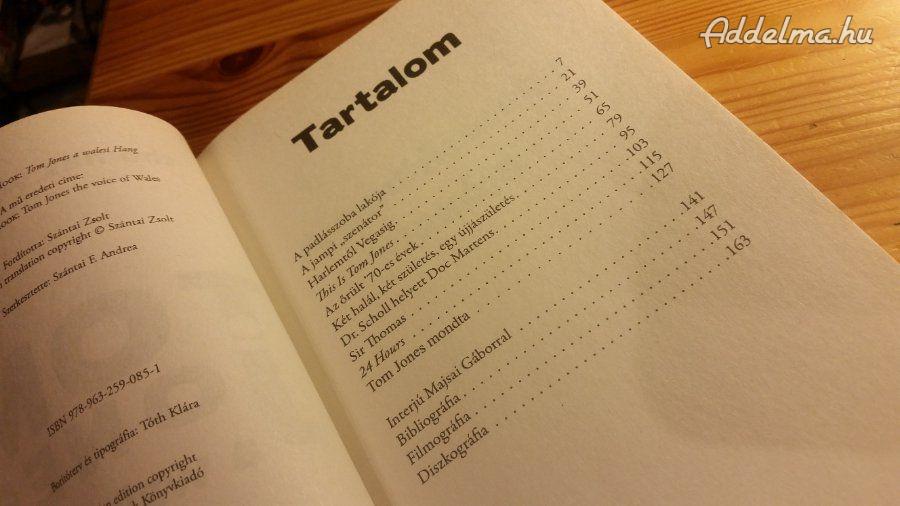 Addelma.hu
OOK: Tom Jones a walesi Hang
A mű eredeti címe:
OOK: Tom Jones the voice of Wales
Fordította: Szántai Zsolt
translation copyright © Szántai Zsolt
Szerkesztette: Szántai F. Andrea
ISBN 978-963-259-085-1
Borítóterv és tipográfia: Tóth Klára
edition copyright
Könyvkiadó
Tartalom
A padlásszoba lakója 7
A jampi „szenátor” 21
Harlemtől Vegasig 39
This Is Tom Jones 51
Az őrült ’70-es évek 65
Két halál, két születés, egy újjászületés 79
Dr. Scholl helyett Doc Martens 95
Sir Thomas 103
24 Hours 115
Tom Jones mondta 127
Interjú Majsai Gáborral 141
Bibliográfia 147
Filmográfia 151
Diszkográfia 163